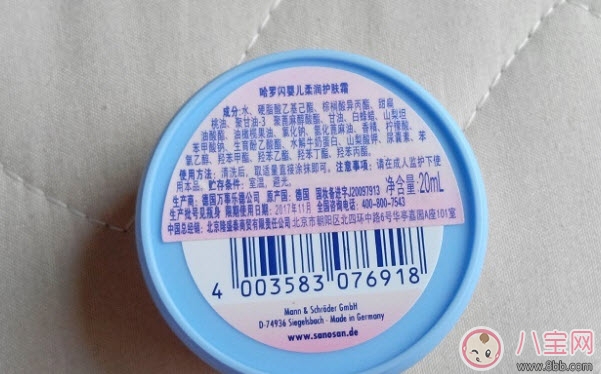 哈罗闪婴儿柔润护肤霜
成分:水、硬脂酸乙基己酯、棕榈酸异丙酯、甜扁
桃油、聚甘油-3 聚蓖麻醇酸酯、甘油、白蜂蜡、山梨坦
油酸酯、油橄榄果油、氯化钠、氢化蓖麻油、香精、柠檬酸、
苯甲酸钠、生育酚乙酸酯、水解牛奶蛋白、山梨酸钾、尿囊素、苯
氧乙醇、羟苯甲酯、羟苯乙酯、羟苯丁酯、羟苯丙酯。
使用方法:清洗后，取适量直接涂抹即可。注意事项:请在成人监护下使
用本品。贮存条件:室温，避光。 净含量:20mL
生产商:德国万事乐德公司 原产国:德国 国妆备进字J20097913
生产批号见瓶身 限期使用日期:2017年11月 全国咨询电话:400-800-7543
中国总经销:北京隆盛泰商贸有限责任公司 北京市朝阳区北四环中路6号华亭嘉园A座101室
4 003583 076918
Mann & Schröder GmbH
D-74936 Siegelsbach · Made in Germany
www.sanosan.de
八宝网
www.8bb.com